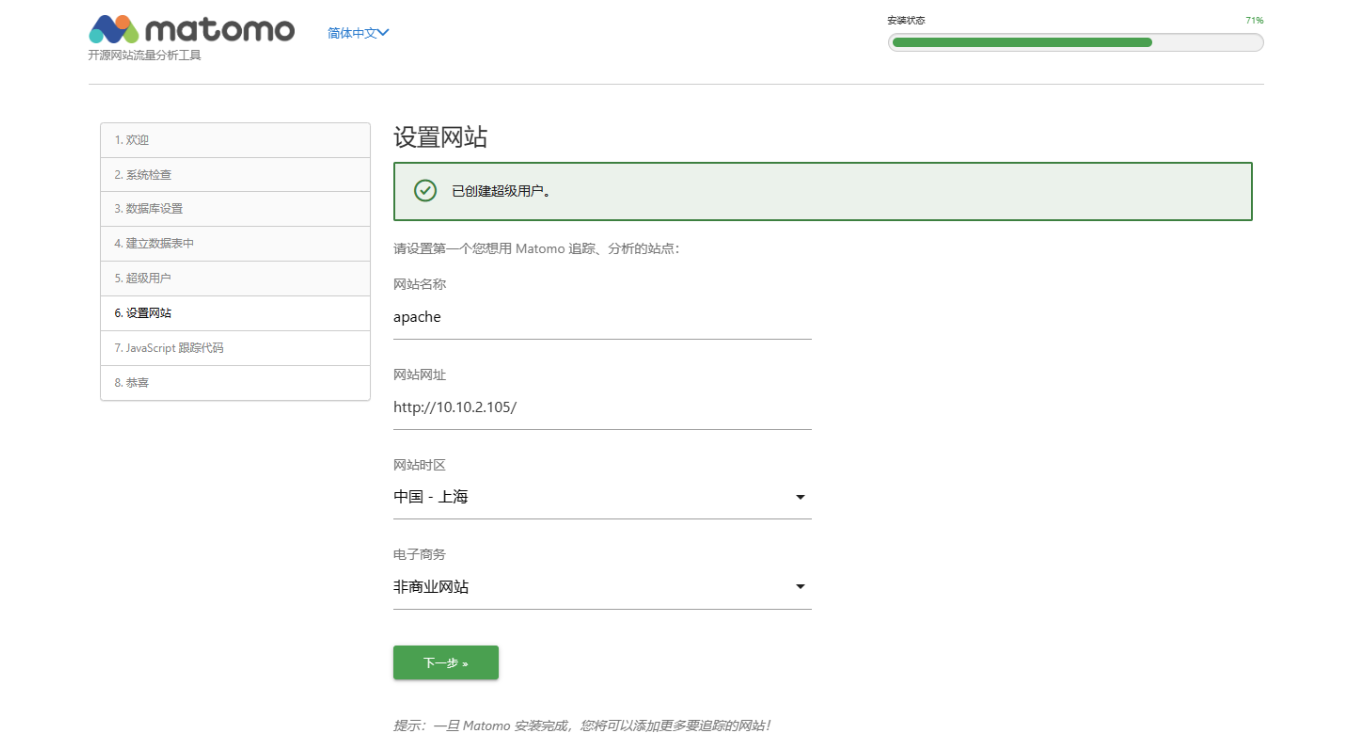 matomo
简体中文
开源网站流量分析工具
安装状态 71%
1. 欢迎
2. 系统检查
3. 数据库设置
4. 建立数据表中
5. 超级用户
6. 设置网站
7. JavaScript 跟踪代码
8. 恭喜
设置网站
已创建超级用户。
请设置第一个您想用 Matomo 追踪、分析的站点：
网站名称
apache
网站网址
http://10.10.2.105/
网站时区
中国 - 上海
电子商务
非商业网站
下一步 »
提示：一旦 Matomo 安装完成，您将可以添加更多要追踪的网站！